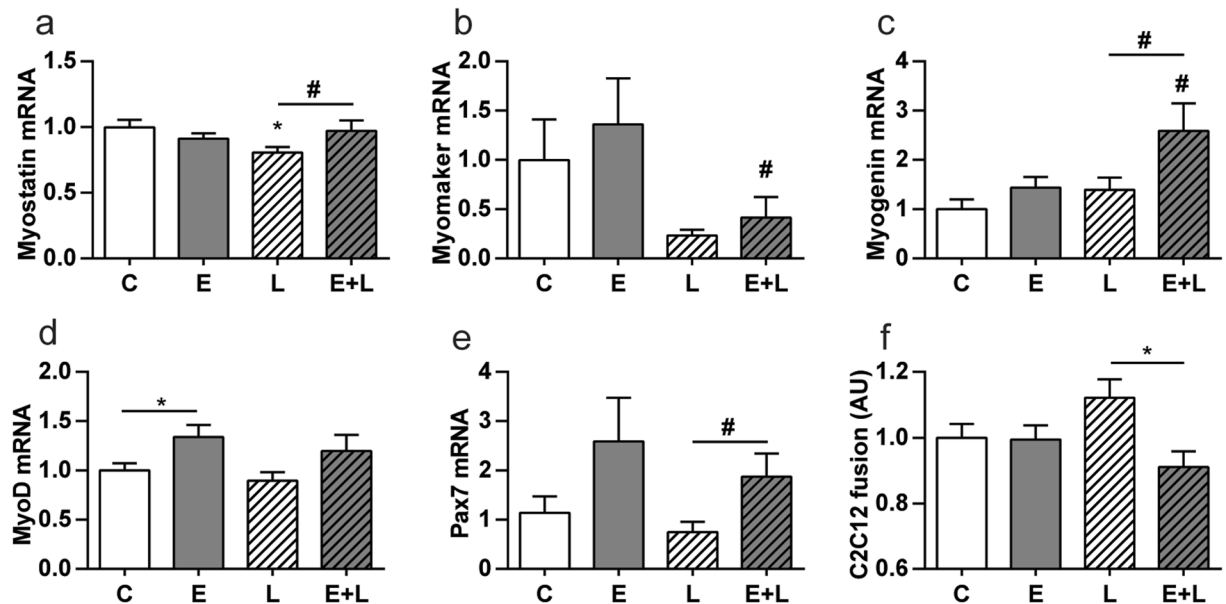 a
Myostatin mRNA
1.5
1.0
0.5
0.0
*
#
C E L E+L
b
Myomaker mRNA
2.0
1.5
1.0
0.5
0.0
#
C E L E+L
c
Myogenin mRNA
4
3
2
1
0
#
#
C E L E+L
d
MyoD mRNA
2.0
1.5
1.0
0.5
0.0
*
C E L E+L
e
Pax7 mRNA
4
3
2
1
0
#
C E L E+L
f
C2C12 fusion (AU)
1.2
1.0
0.8
0.6
*
C E L E+L